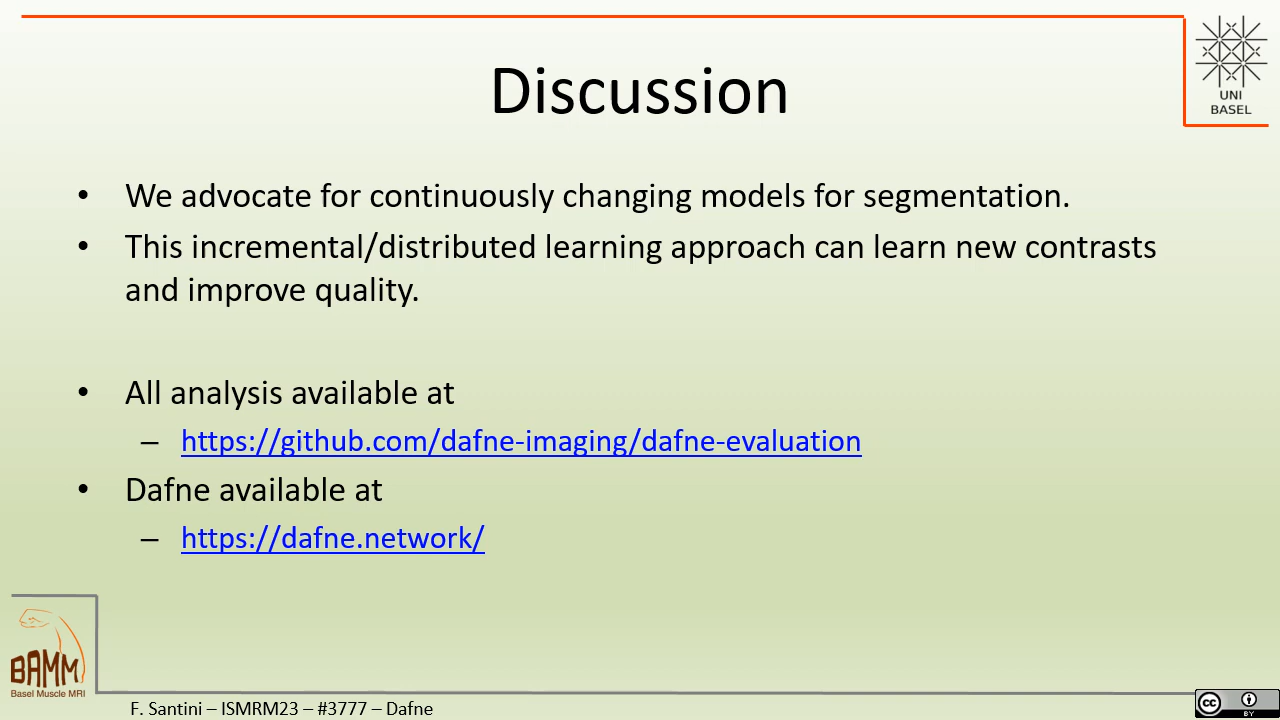 Discussion
UNI
BASEL
• We advocate for continuously changing models for segmentation.
• This incremental/distributed learning approach can learn new contrasts
and improve quality.
• All analysis available at
– https://github.com/dafne-imaging/dafne-evaluation
• Dafne available at
– https://dafne.network/
BAMM
Basel Muscle MRI
F. Santini – ISMRM23 – #3777 – Dafne
cc
BY